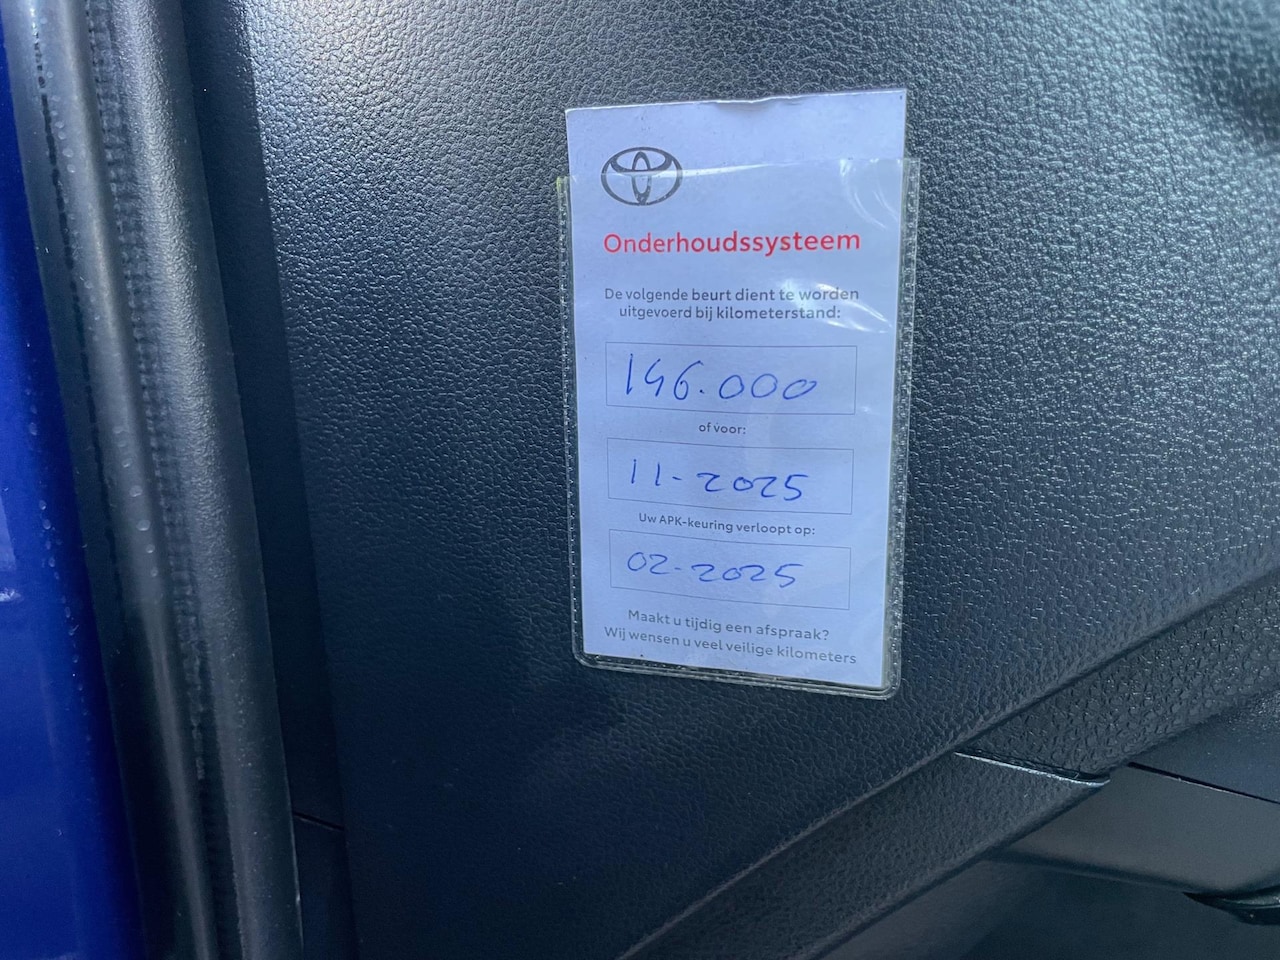 Onderhoudssysteem
De volgende beurt dient te worden
uitgevoerd bij kilometerstand:
146.000
of voor:
11-2025
Uw APK-keuring verloopt op:
02-2025
Maakt u tijdig een afspraak?
Wij wensen u veel veilige kilometers